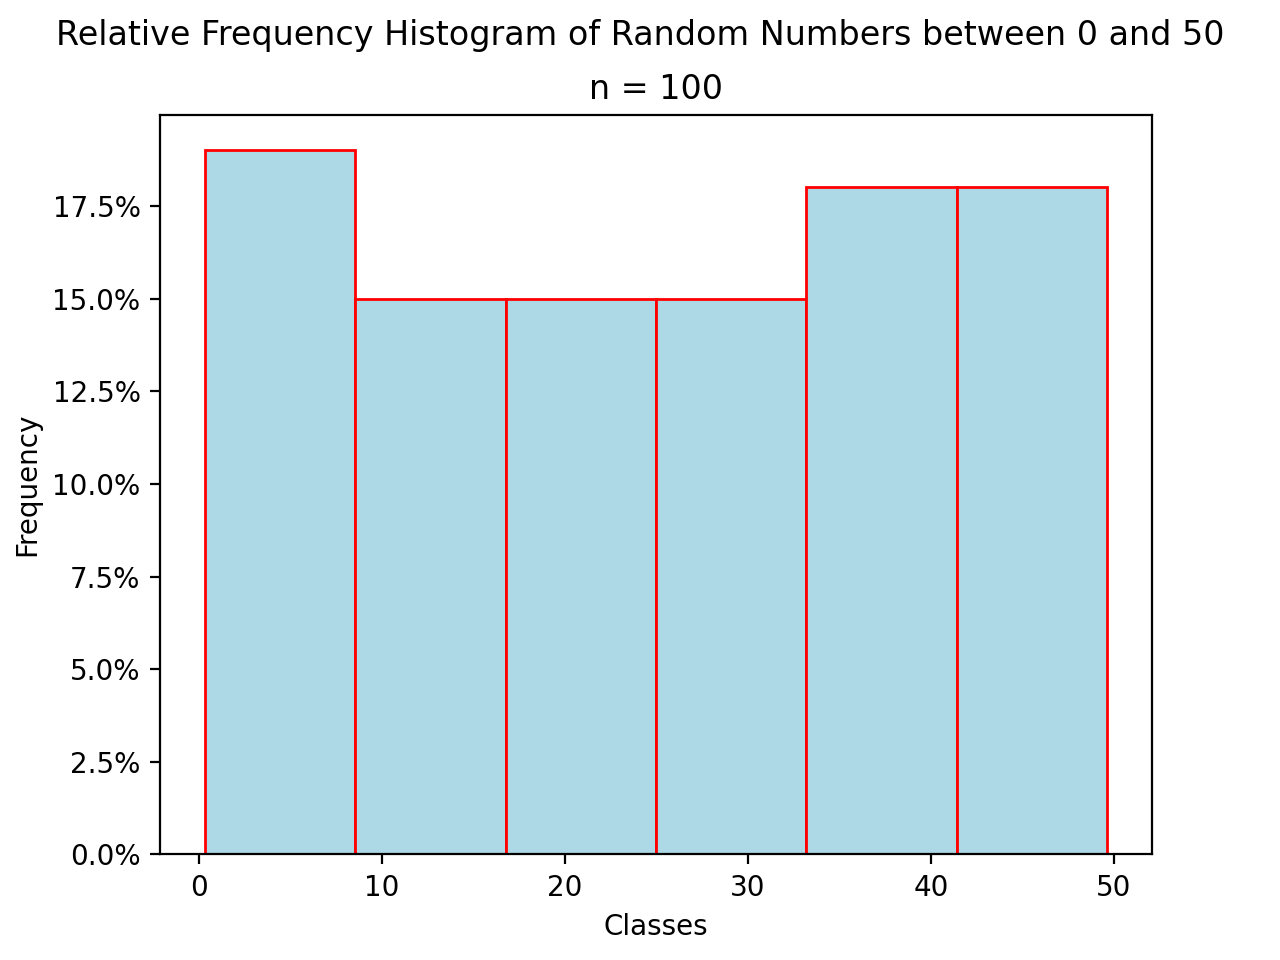 Relative Frequency Histogram of Random Numbers between 0 and 50
n = 100
Frequency
17.5%
15.0%
12.5%
10.0%
7.5%
5.0%
2.5%
0.0%
0 10 20 30 40 50
Classes